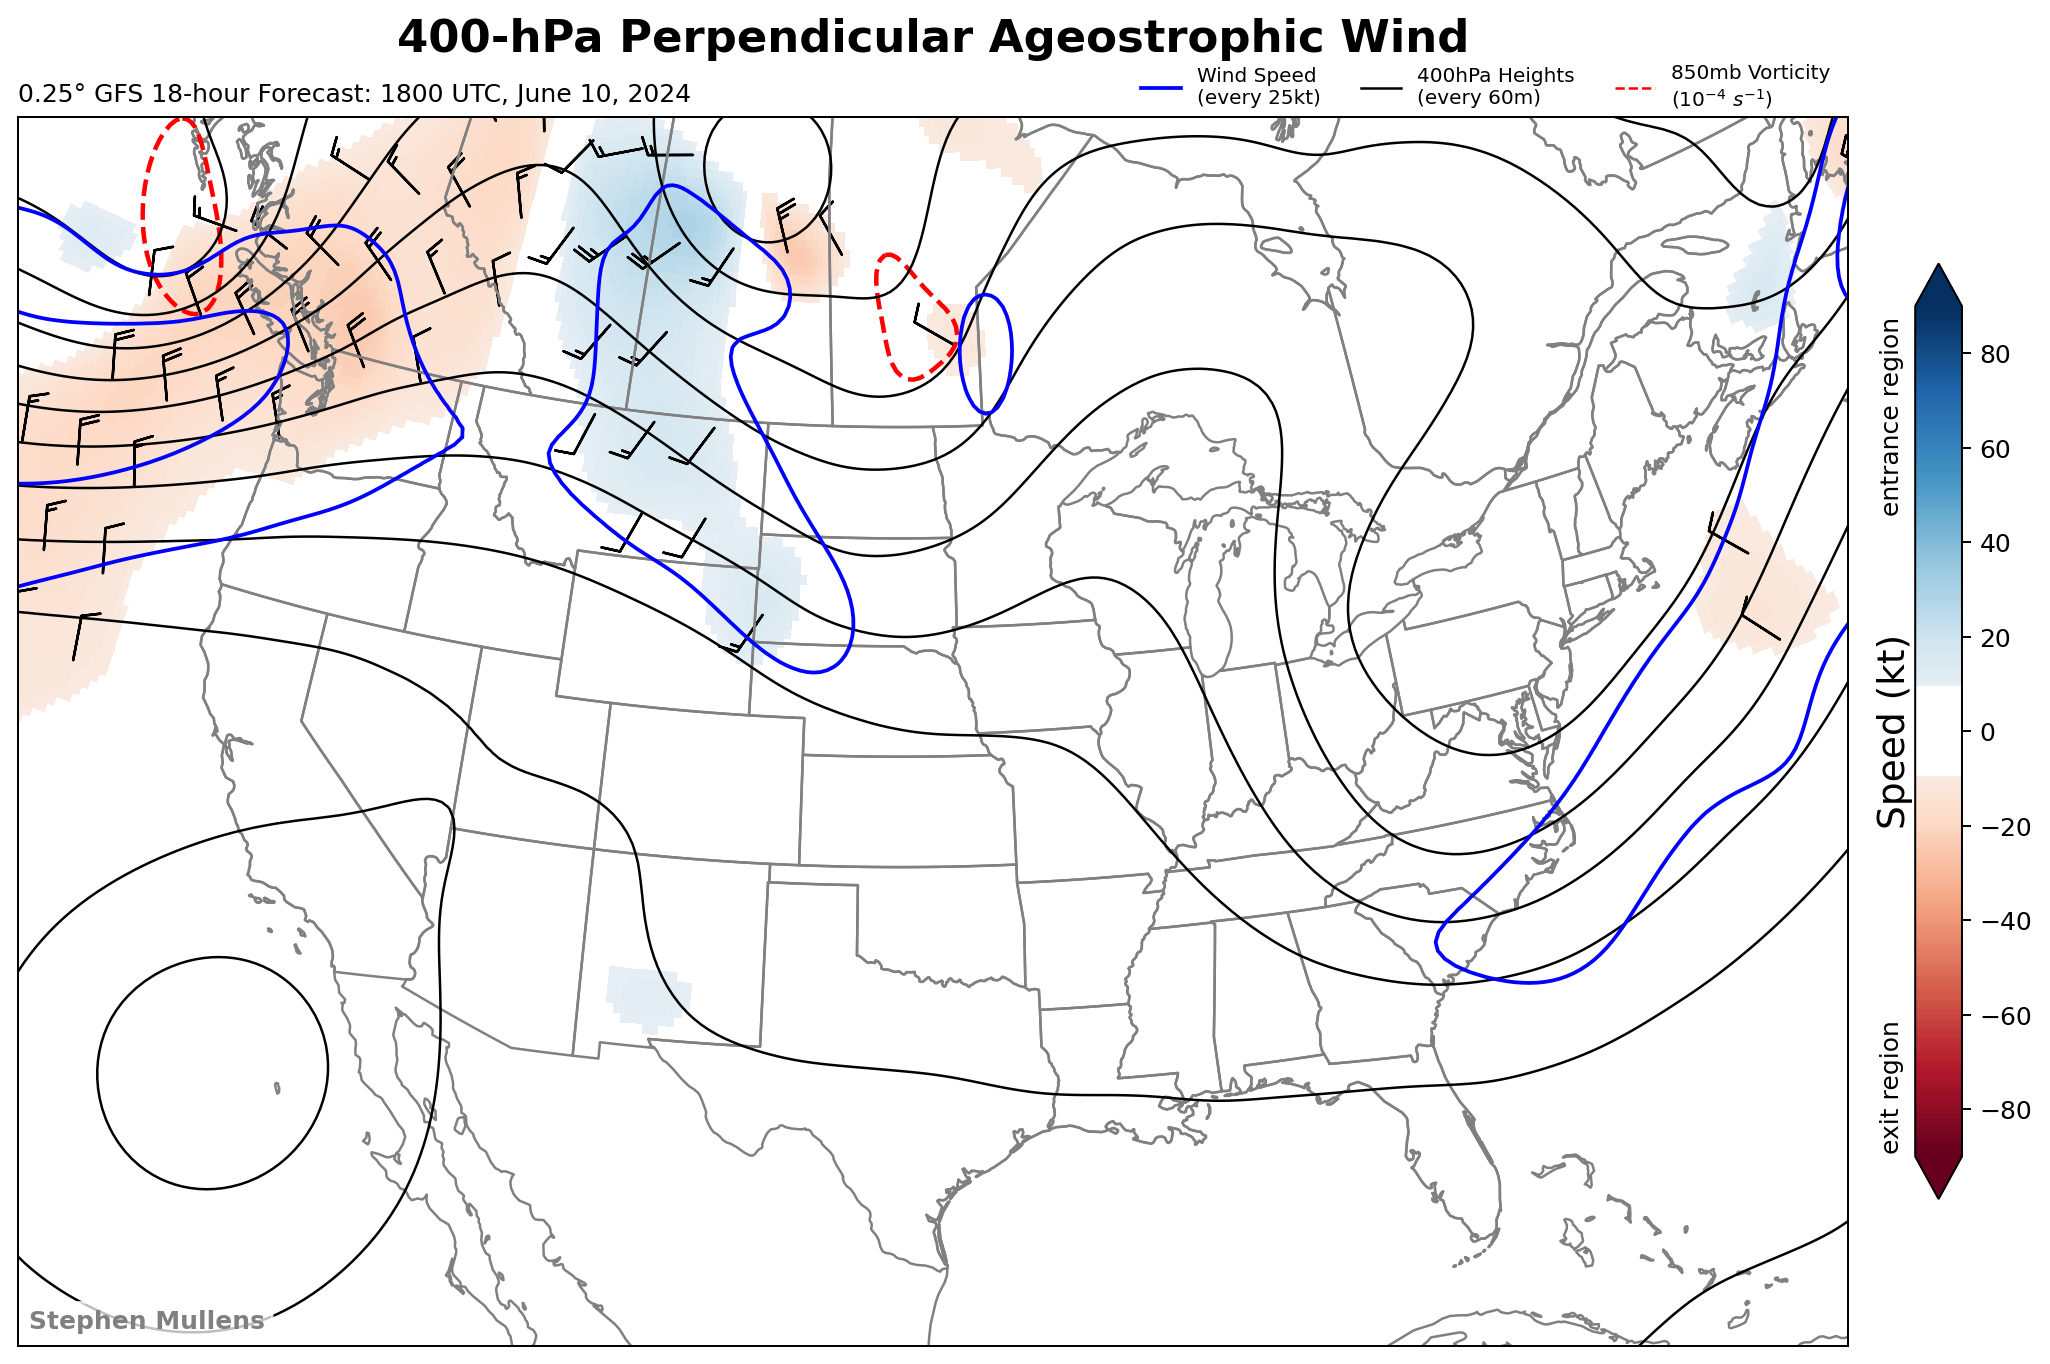 400-hPa Perpendicular Ageostrophic Wind
0.25° GFS 18-hour Forecast: 1800 UTC, June 10, 2024
Wind Speed
(every 25kt)
400hPa Heights
(every 60m)
850mb Vorticity
(10⁻⁴ s⁻¹)
entrance region
Speed (kt)
exit region
80
60
40
20
0
−20
−40
−60
−80
Stephen Mullens